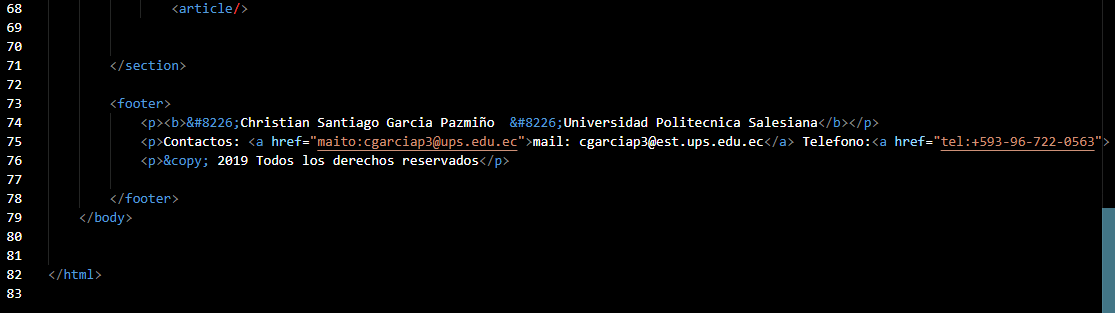 68 <article/>
69
70
71 </section>
72
73 <footer>
74 <p><b>&#8226;Christian Santiago Garcia Pazmiño  &#8226;Universidad Politecnica Salesiana</b></p>
75 <p>Contactos: <a href="maito:cgarciap3@ups.edu.ec">mail: cgarciap3@est.ups.edu.ec</a> Telefono:<a href="tel:+593-96-722-0563">
76 <p>&copy; 2019 Todos los derechos reservados</p>
77
78 </footer>
79 </body>
80
81
82 </html>
83